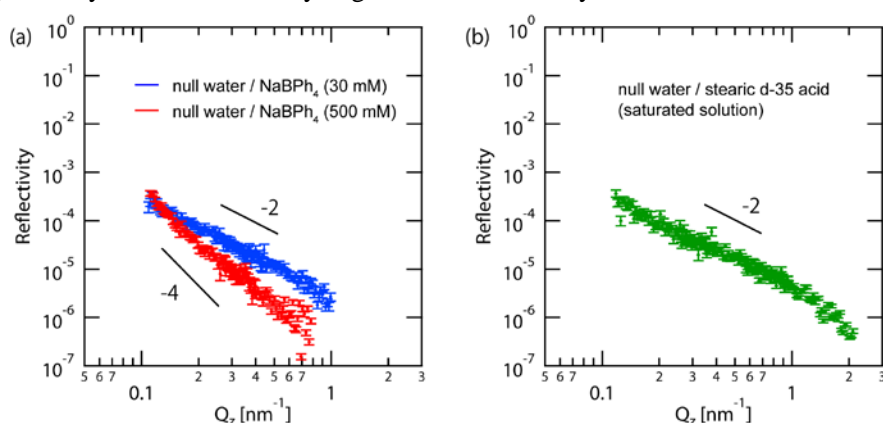 (a)
Reflectivity
10^0
10^-1
10^-2
10^-3
10^-4
10^-5
10^-6
10^-7
null water / NaBPh₄ (30 mM)
null water / NaBPh₄ (500 mM)
-2
-4
5 6 7 2 3 4 5 6 7 2 3
0.1 1
Q_z [nm^-1]
(b)
Reflectivity
10^0
10^-1
10^-2
10^-3
10^-4
10^-5
10^-6
10^-7
null water / stearic d-35 acid
(saturated solution)
-2
5 6 7 2 3 4 5 6 7 2 3
0.1 1
Q_z [nm^-1]